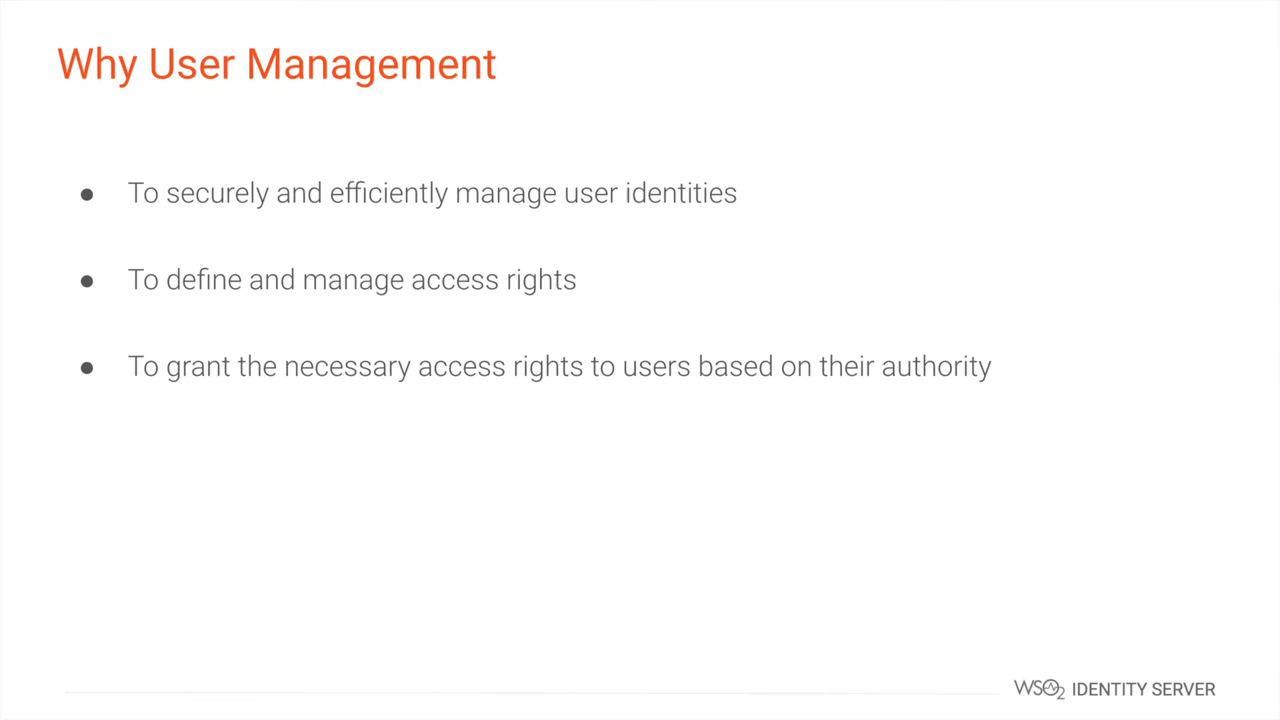 Why User Management
● To securely and efficiently manage user identities
● To define and manage access rights
● To grant the necessary access rights to users based on their authority
WSO2 IDENTITY SERVER